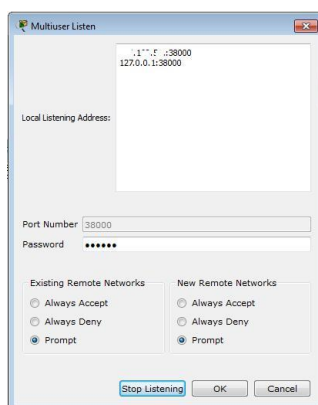 Multiuser Listen
:38000
127.0.0.1:38000
Local Listening Address:
Port Number 38000
Password ••••••
Existing Remote Networks New Remote Networks
Always Accept Always Accept
Always Deny Always Deny
Prompt Prompt
Stop Listening OK Cancel